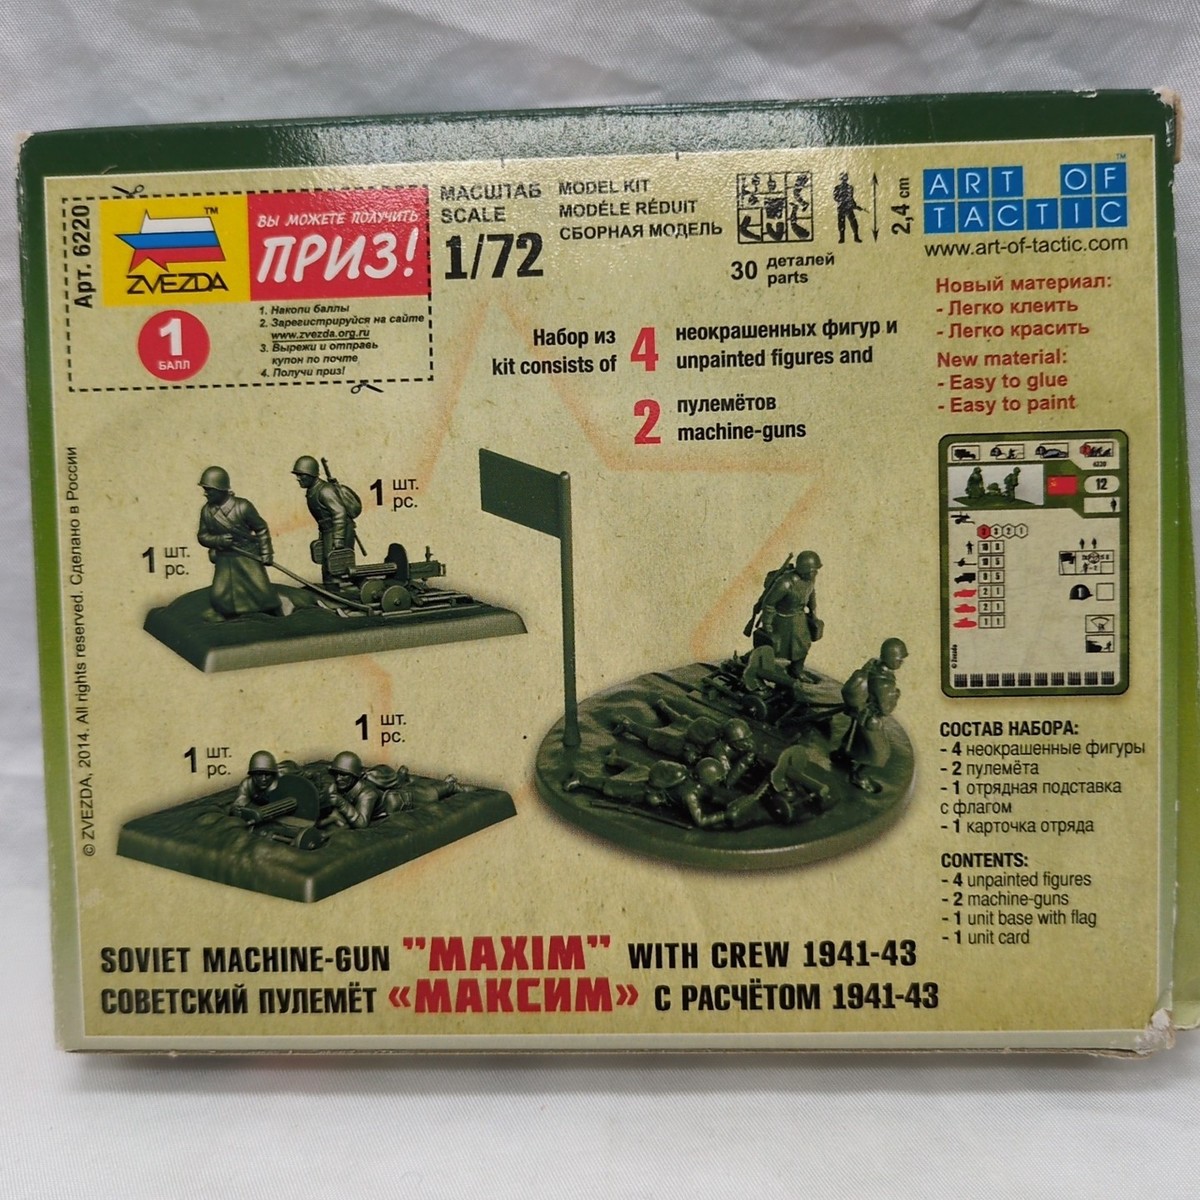 Арт. 6220
ZVEZDA™
ВЫ МОЖЕТЕ ПОЛУЧИТЬ
ПРИЗ!
1
БАЛЛ
1. Накопи баллы
2. Зарегистрируйся на сайте
www.zvezda.org.ru
3. Вырежи и отправь
купон по почте
4. Получи приз!
МАСШТАБ
SCALE
1/72
MODEL KIT
MODÉLE RÉDUIT
СБОРНАЯ МОДЕЛЬ
30 деталей
parts
2,4 cm
ART OF
TACTIC™
www.art-of-tactic.com
Новый материал:
- Легко клеить
- Легко красить
New material:
- Easy to glue
- Easy to paint
Набор из 4 неокрашенных фигур и
kit consists of unpainted figures and
2 пулемётов
machine-guns
1 шт.
pc.
1 шт.
pc.
1 шт.
pc.
1 шт.
pc.
© ZVEZDA, 2014. All rights reserved. Сделано в России
6220
12
© Zvezda
СОСТАВ НАБОРА:
- 4 неокрашенные фигуры
- 2 пулемёта
- 1 отрядная подставка
с флагом
- 1 карточка отряда
CONTENTS:
- 4 unpainted figures
- 2 machine-guns
- 1 unit base with flag
- 1 unit card
SOVIET MACHINE-GUN "MAXIM" WITH CREW 1941-43
СОВЕТСКИЙ ПУЛЕМЁТ «МАКСИМ» С РАСЧЁТОМ 1941-43